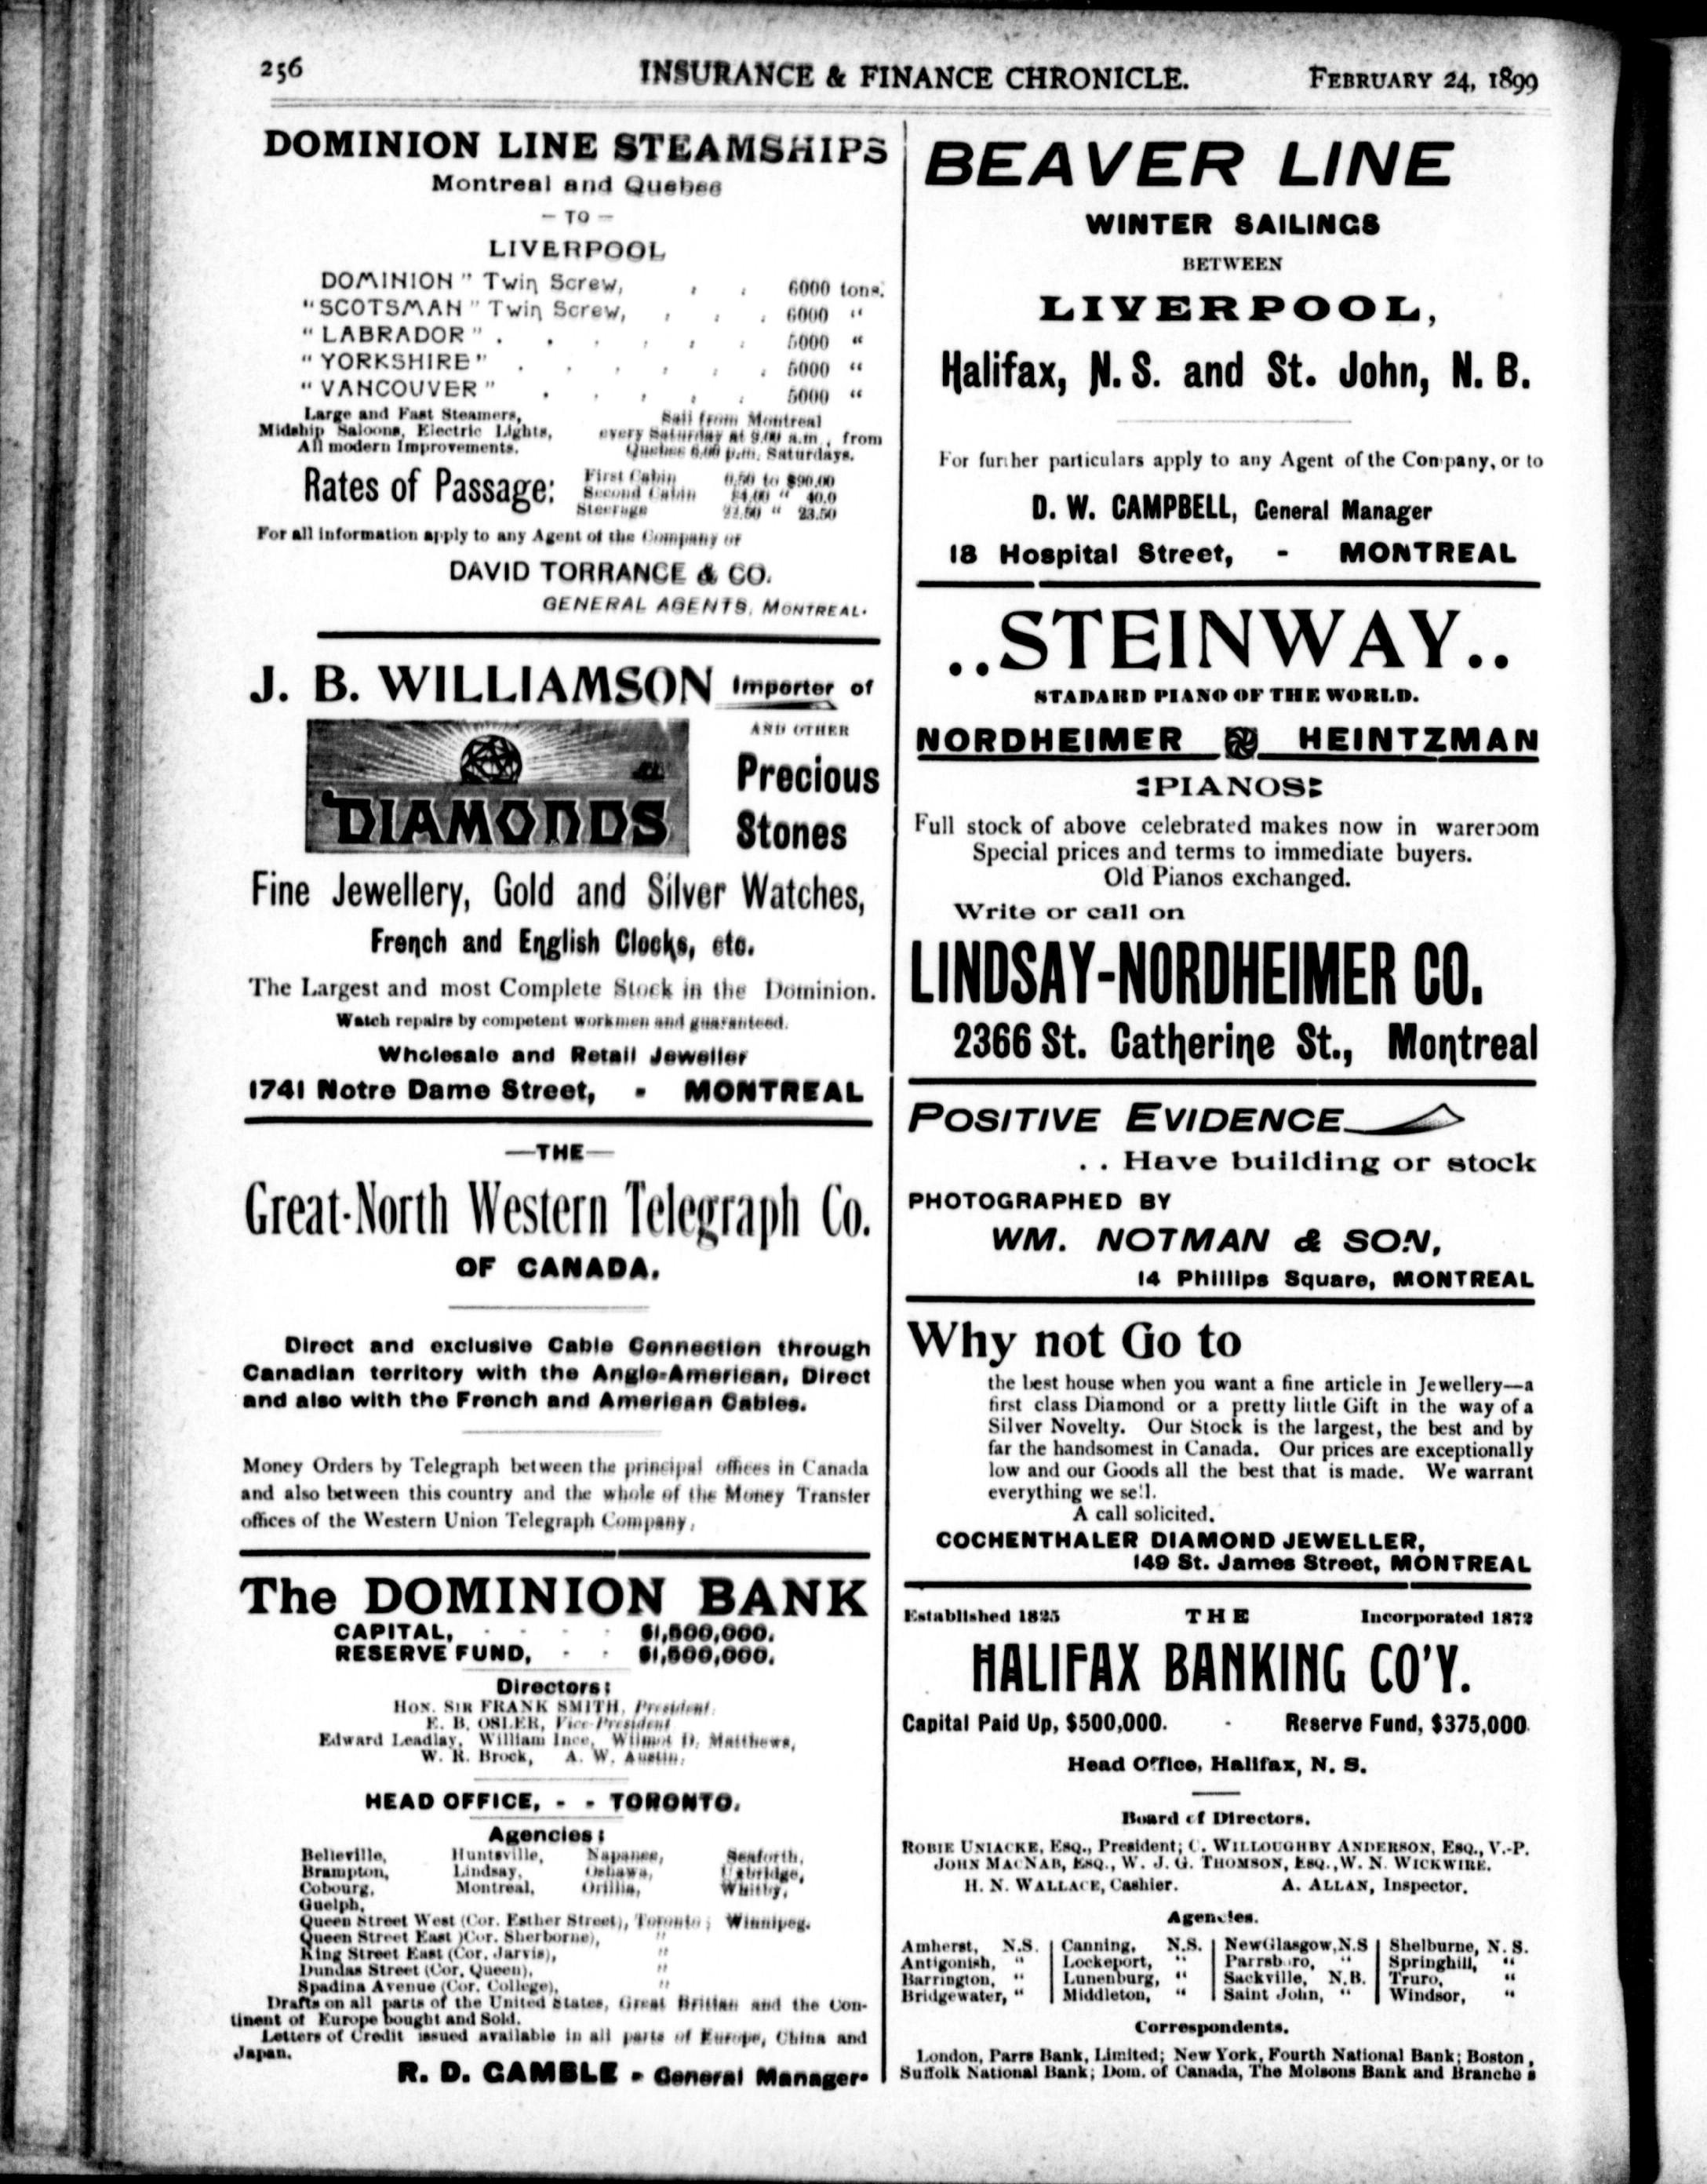 256
INSURANCE & FINANCE CHRONICLE.
FEBRUARY 24, 1899
DOMINION LINE STEAMSHIPS
Montreal and Quebec
— TO —
LIVERPOOL
DOMINION " Twin Screw, 6000 tons.
"SCOTSMAN" Twin Screw, 6000 "
"LABRADOR" 5000 "
"YORKSHIRE" 5000 "
"VANCOUVER" 5000 "
Large and Fast Steamers,
Midship Saloons, Electric Lights,
All modern Improvements.
Sail from Montreal
every Saturday at 9.00 a.m., from
Quebec 6.00 p.m. Saturdays.
Rates of Passage:
First Cabin to $90.00
Second Cabin " 40.0
Steerage 22.50 " 23.50
For all information apply to any Agent of the Company or
DAVID TORRANCE & CO.
GENERAL AGENTS, MONTREAL.
J. B. WILLIAMSON Importer of
DIAMONDS
AND OTHER
Precious
Stones
Fine Jewellery, Gold and Silver Watches,
French and English Clocks, etc.
The Largest and most Complete Stock in the Dominion.
Watch repairs by competent workmen and guaranteed.
Wholesale and Retail Jeweller
1741 Notre Dame Street, - MONTREAL
—THE—
Great-North Western Telegraph Co.
OF CANADA.
Direct and exclusive Cable Connection through
Canadian territory with the Anglo-American, Direct
and also with the French and American Cables.
Money Orders by Telegraph between the principal offices in Canada
and also between this country and the whole of the Money Transfer
offices of the Western Union Telegraph Company.
The DOMINION BANK
CAPITAL, - - - - $1,500,000.
RESERVE FUND, - - $1,500,000.
Directors:
HON. SIR FRANK SMITH, President.
E. B. OSLER, Vice-President
Edward Leadlay, William Ince, Wilmot D. Matthews,
W. R. Brock, A. W. Austin.
HEAD OFFICE, - - TORONTO.
Agencies:
Belleville, Huntsville, Napanee, Seaforth,
Brampton, Lindsay, Oshawa, Uxbridge,
Cobourg, Montreal, Orillia, Whitby,
Guelph,
Queen Street West (Cor. Esther Street), Toronto; Winnipeg.
Queen Street East )Cor. Sherborne), "
King Street East (Cor. Jarvis), "
Dundas Street (Cor. Queen), "
Spadina Avenue (Cor. College), "
Drafts on all parts of the United States, Great Britian and the Con-
tinent of Europe bought and Sold.
Letters of Credit issued available in all parts of Europe, China and
Japan.
R. D. GAMBLE - General Manager.
BEAVER LINE
WINTER SAILINGS
BETWEEN
LIVERPOOL,
Halifax, N. S. and St. John, N. B.
For further particulars apply to any Agent of the Company, or to
D. W. CAMPBELL, General Manager
18 Hospital Street, - MONTREAL
..STEINWAY..
STADARD PIANO OF THE WORLD.
NORDHEIMER HEINTZMAN
PIANOS
Full stock of above celebrated makes now in wareroom
Special prices and terms to immediate buyers.
Old Pianos exchanged.
Write or call on
LINDSAY-NORDHEIMER CO.
2366 St. Catherine St., Montreal
POSITIVE EVIDENCE
. . Have building or stock
PHOTOGRAPHED BY
WM. NOTMAN & SON,
14 Phillips Square, MONTREAL
Why not Go to
the best house when you want a fine article in Jewellery—a
first class Diamond or a pretty little Gift in the way of a
Silver Novelty. Our Stock is the largest, the best and by
far the handsomest in Canada. Our prices are exceptionally
low and our Goods all the best that is made. We warrant
everything we sell.
A call solicited.
COCHENTHALER DIAMOND JEWELLER,
149 St. James Street, MONTREAL
Established 1825 THE Incorporated 1872
HALIFAX BANKING CO'Y.
Capital Paid Up, $500,000. - Reserve Fund, $375,000.
Head Office, Halifax, N. S.
Board of Directors.
ROBIE UNIACKE, ESQ., President; C. WILLOUGHBY ANDERSON, ESQ., V.-P.
JOHN MACNAB, ESQ., W. J. G. THOMSON, ESQ., W. N. WICKWIRE.
H. N. WALLACE, Cashier. A. ALLAN, Inspector.
Agencies.
Amherst, N.S. | Canning, N.S. | NewGlasgow, N.S | Shelburne, N. S.
Antigonish, " | Lockeport, " | Parrsboro, " | Springhill, "
Barrington, " | Lunenburg, " | Sackville, N.B. | Truro, "
Bridgewater, " | Middleton, " | Saint John, " | Windsor, "
Correspondents.
London, Parrs Bank, Limited; New York, Fourth National Bank; Boston,
Suffolk National Bank; Dom. of Canada, The Molsons Bank and Branches